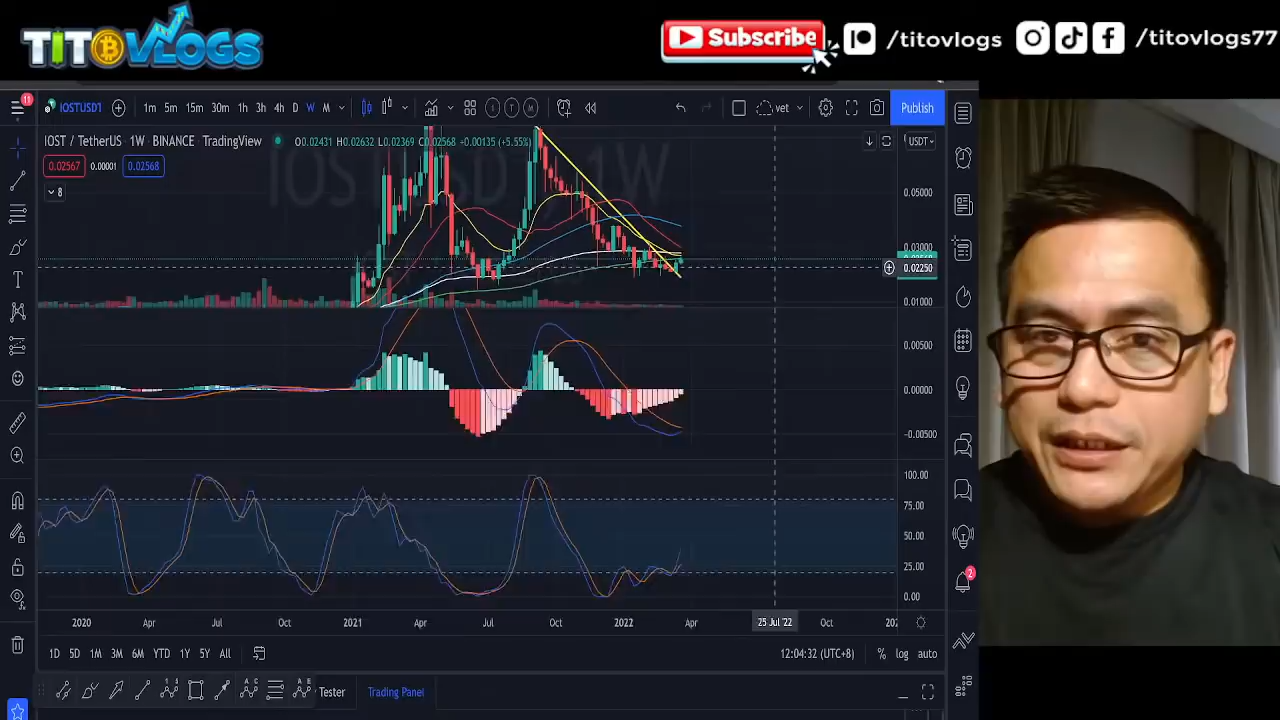 TITOVLOGS
Subscribe
/titovlogs
/titovlogs77
11
IOSTUSD1
1m 5m 15m 30m 1h 3h 4h D W M
vet
Publish
IOST / TetherUS · 1W · BINANCE · TradingView
O0.02431 H0.02632 L0.02369 C0.02568 +0.00135 (+5.55%)
USDT
0.02567
0.00001
0.02568
8
0.05000
0.03000
0.02250
0.01000
0.00500
0.00000
-0.00500
100.00
75.00
50.00
25.00
0.00
2
2020 Apr Jul Oct 2021 Apr Jul Oct 2022 Apr 25 Jul '22 Oct
1D 5D 1M 3M 6M YTD 1Y 5Y All
12:04:32 (UTC+8)
% log auto
Tester
Trading Panel